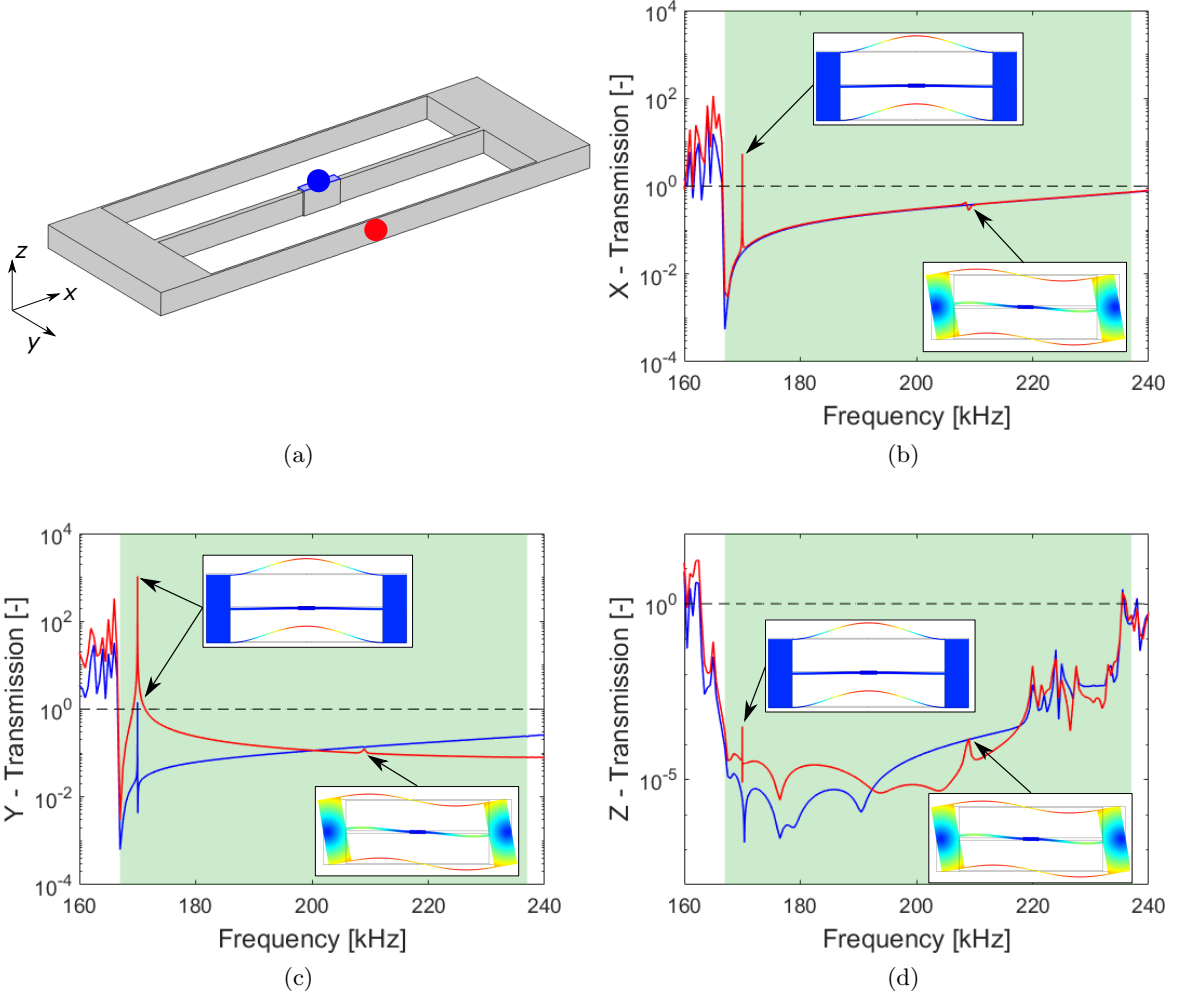 z
x
y
(a)
X - Transmission [-]
10^4
10^2
10^0
10^-2
10^-4
160 180 200 220 240
Frequency [kHz]
(b)
Y - Transmission [-]
10^4
10^2
10^0
10^-2
10^-4
160 180 200 220 240
Frequency [kHz]
(c)
Z - Transmission [-]
10^0
10^-5
160 180 200 220 240
Frequency [kHz]
(d)